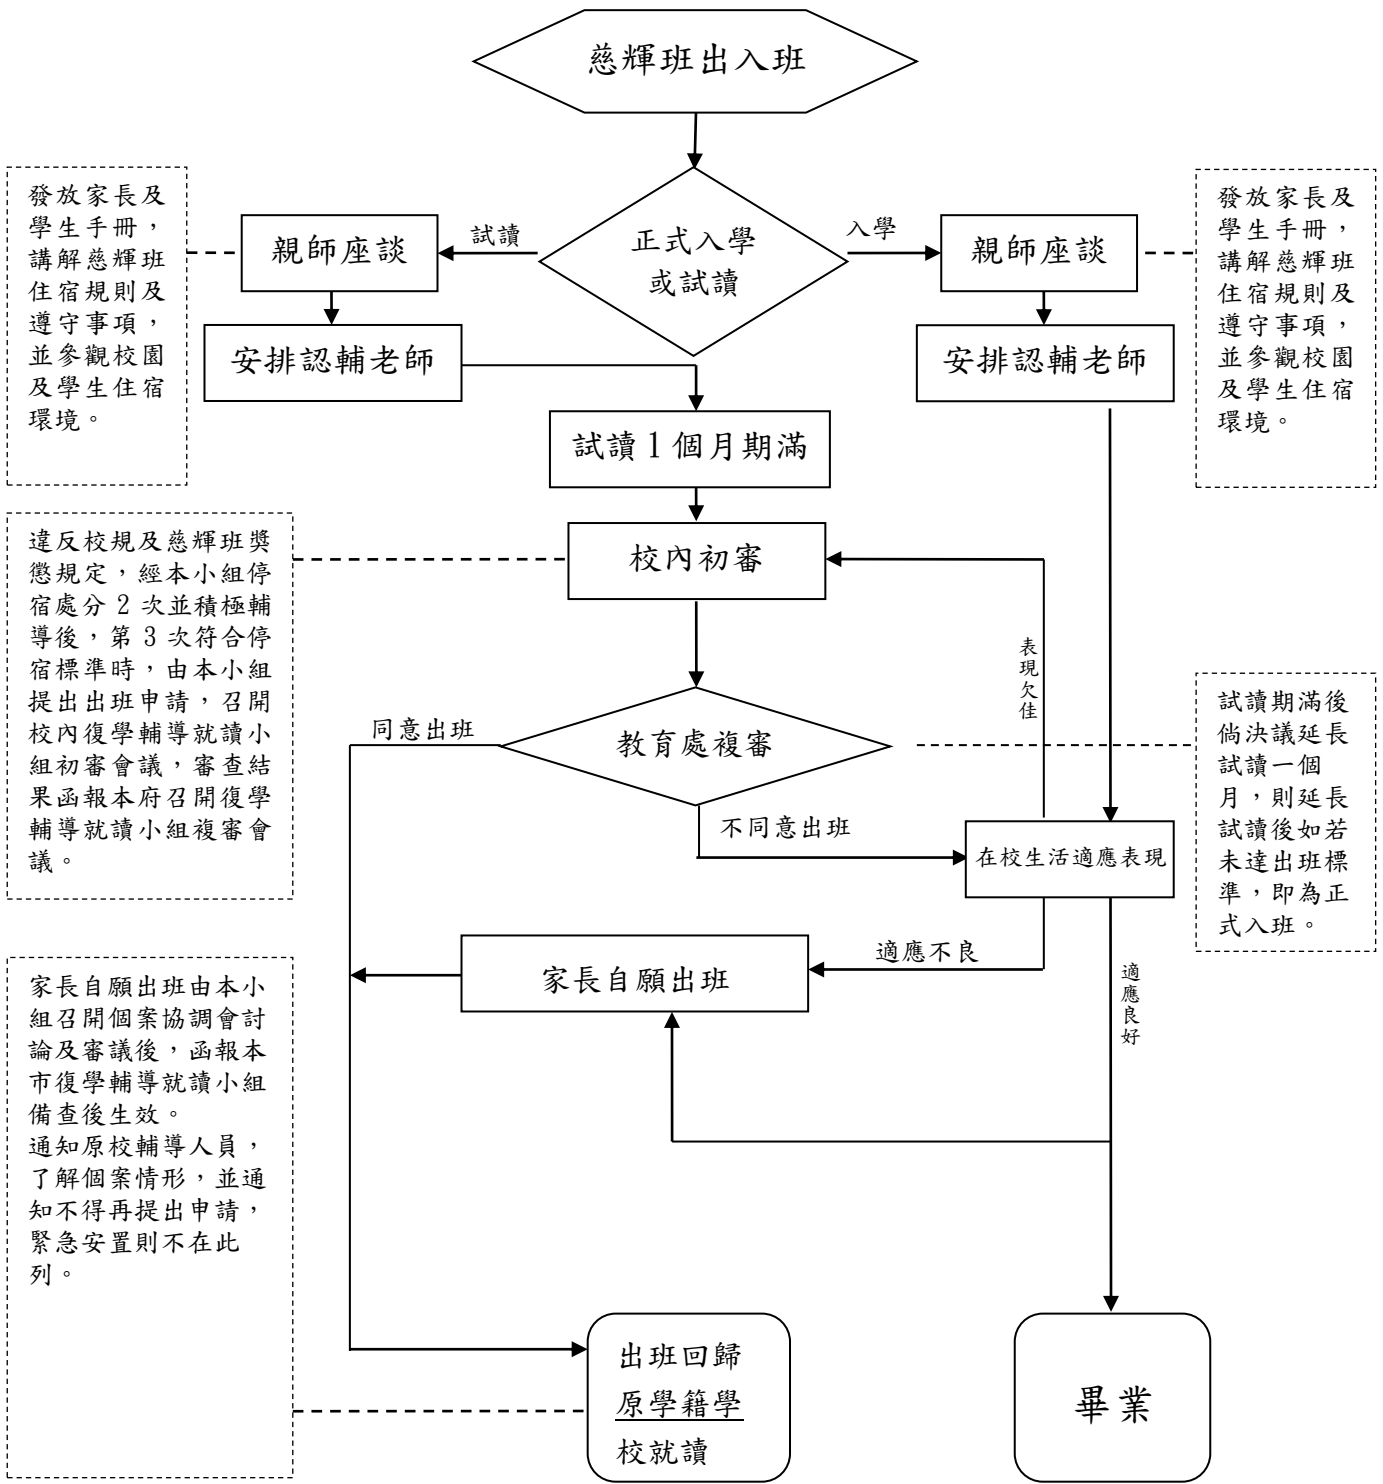 慈輝班出入班
正式入學
或試讀
試讀
入學
親師座談
安排認輔老師
發放家長及
學生手冊，
講解慈輝班
住宿規則及
遵守事項，
並參觀校園
及學生住宿
環境。
親師座談
安排認輔老師
發放家長及
學生手冊，
講解慈輝班
住宿規則及
遵守事項，
並參觀校園
及學生住宿
環境。
試讀1個月期滿
校內初審
違反校規及慈輝班獎
懲規定，經本小組停
宿處分2次並積極輔
導後，第3次符合停
宿標準時，由本小組
提出出班申請，召開
校內復學輔導就讀小
組初審會議，審查結
果函報本府召開復學
輔導就讀小組複審會
議。
表現欠佳
教育處複審
同意出班
不同意出班
試讀期滿後
倘決議延長
試讀一個
月，則延長
試讀後如若
未達出班標
準，即為正
式入班。
在校生活適應表現
適應不良
適應良好
家長自願出班
家長自願出班由本小
組召開個案協調會討
論及審議後，函報本
市復學輔導就讀小組
備查後生效。
通知原校輔導人員，
了解個案情形，並通
知不得再提出申請，
緊急安置則不在此
列。
出班回歸
原學籍學
校就讀
畢業